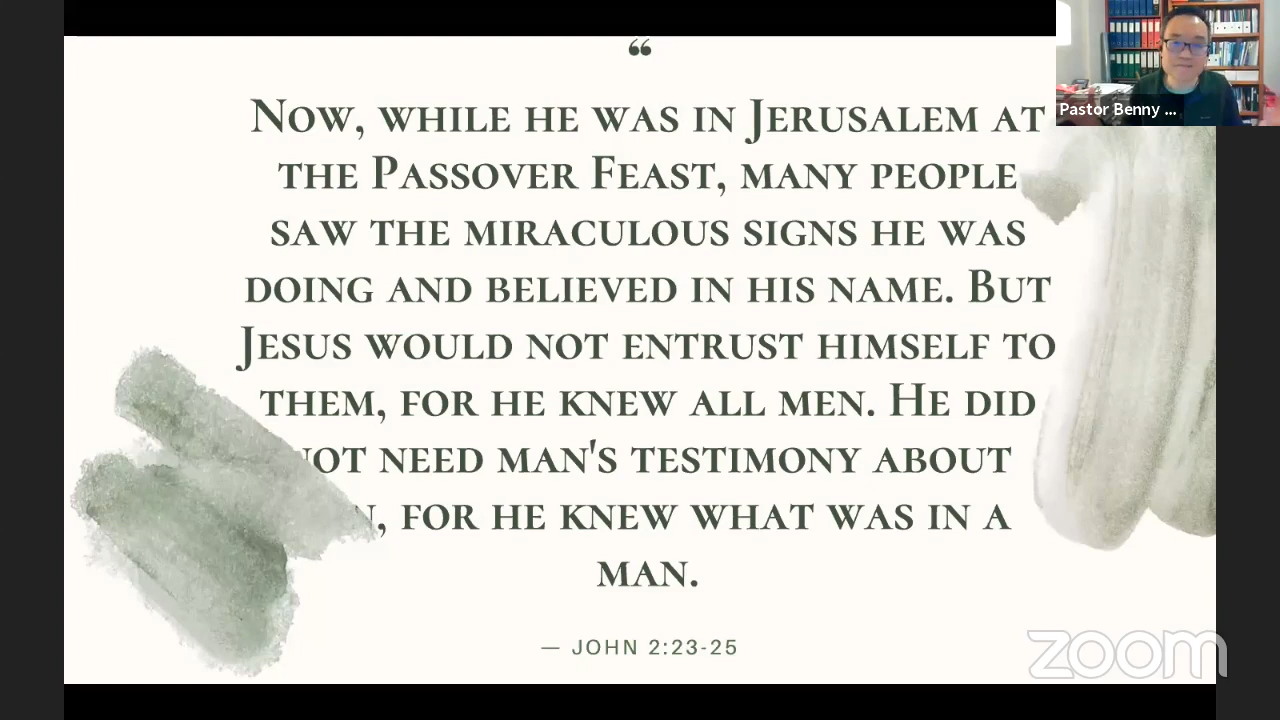 “
Now, while he was in Jerusalem at
the Passover Feast, many people
saw the miraculous signs he was
doing and believed in his name. But
Jesus would not entrust himself to
them, for he knew all men. He did
not need man's testimony about
, for he knew what was in a
man.
— JOHN 2:23-25
Pastor Benny ...
zoom